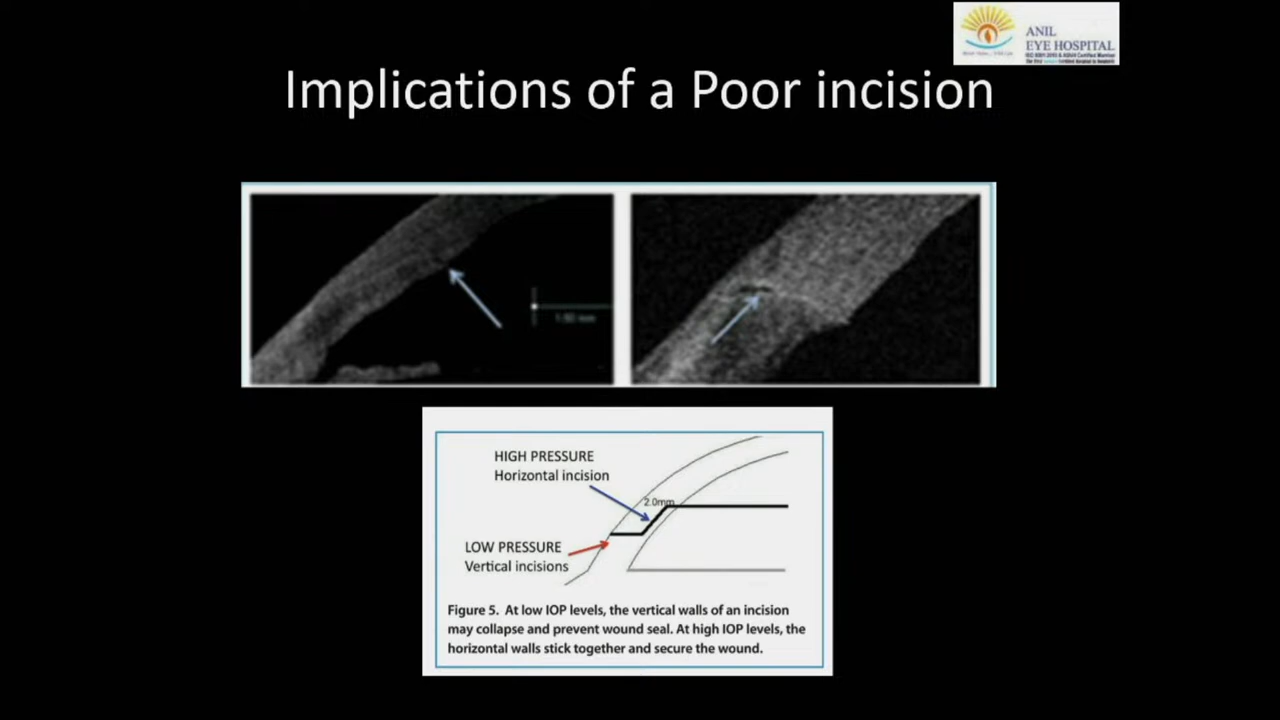 ANIL
EYE HOSPITAL
Implications of a Poor incision
HIGH PRESSURE
Horizontal incision
2.0mm
LOW PRESSURE
Vertical incisions
Figure 5. At low IOP levels, the vertical walls of an incision
may collapse and prevent wound seal. At high IOP levels, the
horizontal walls stick together and secure the wound.